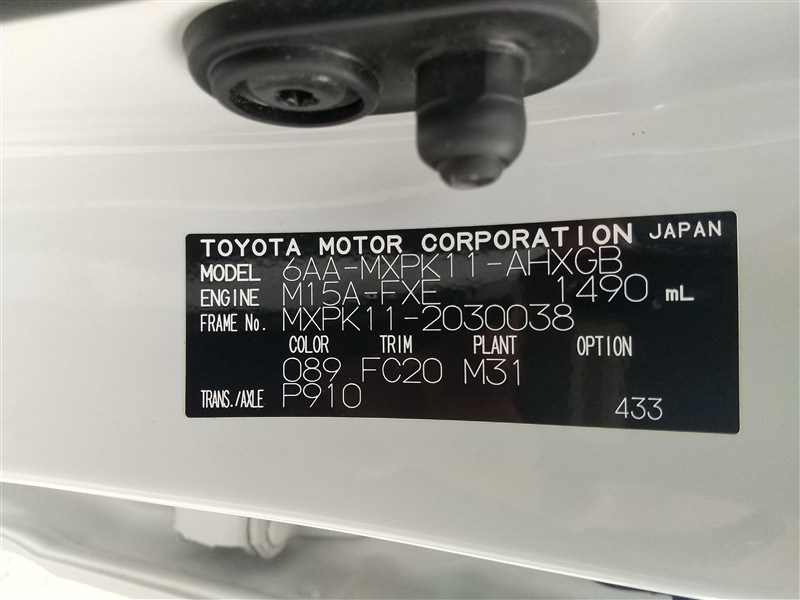 TOYOTA MOTOR CORPORATION JAPAN
MODEL 6AA-MXPK11-AHXGB
ENGINE M15A-FXE 1490 mL
FRAME No. MXPK11-2030038
COLOR TRIM PLANT OPTION
089 FC20 M31
TRANS./AXLE P910 433